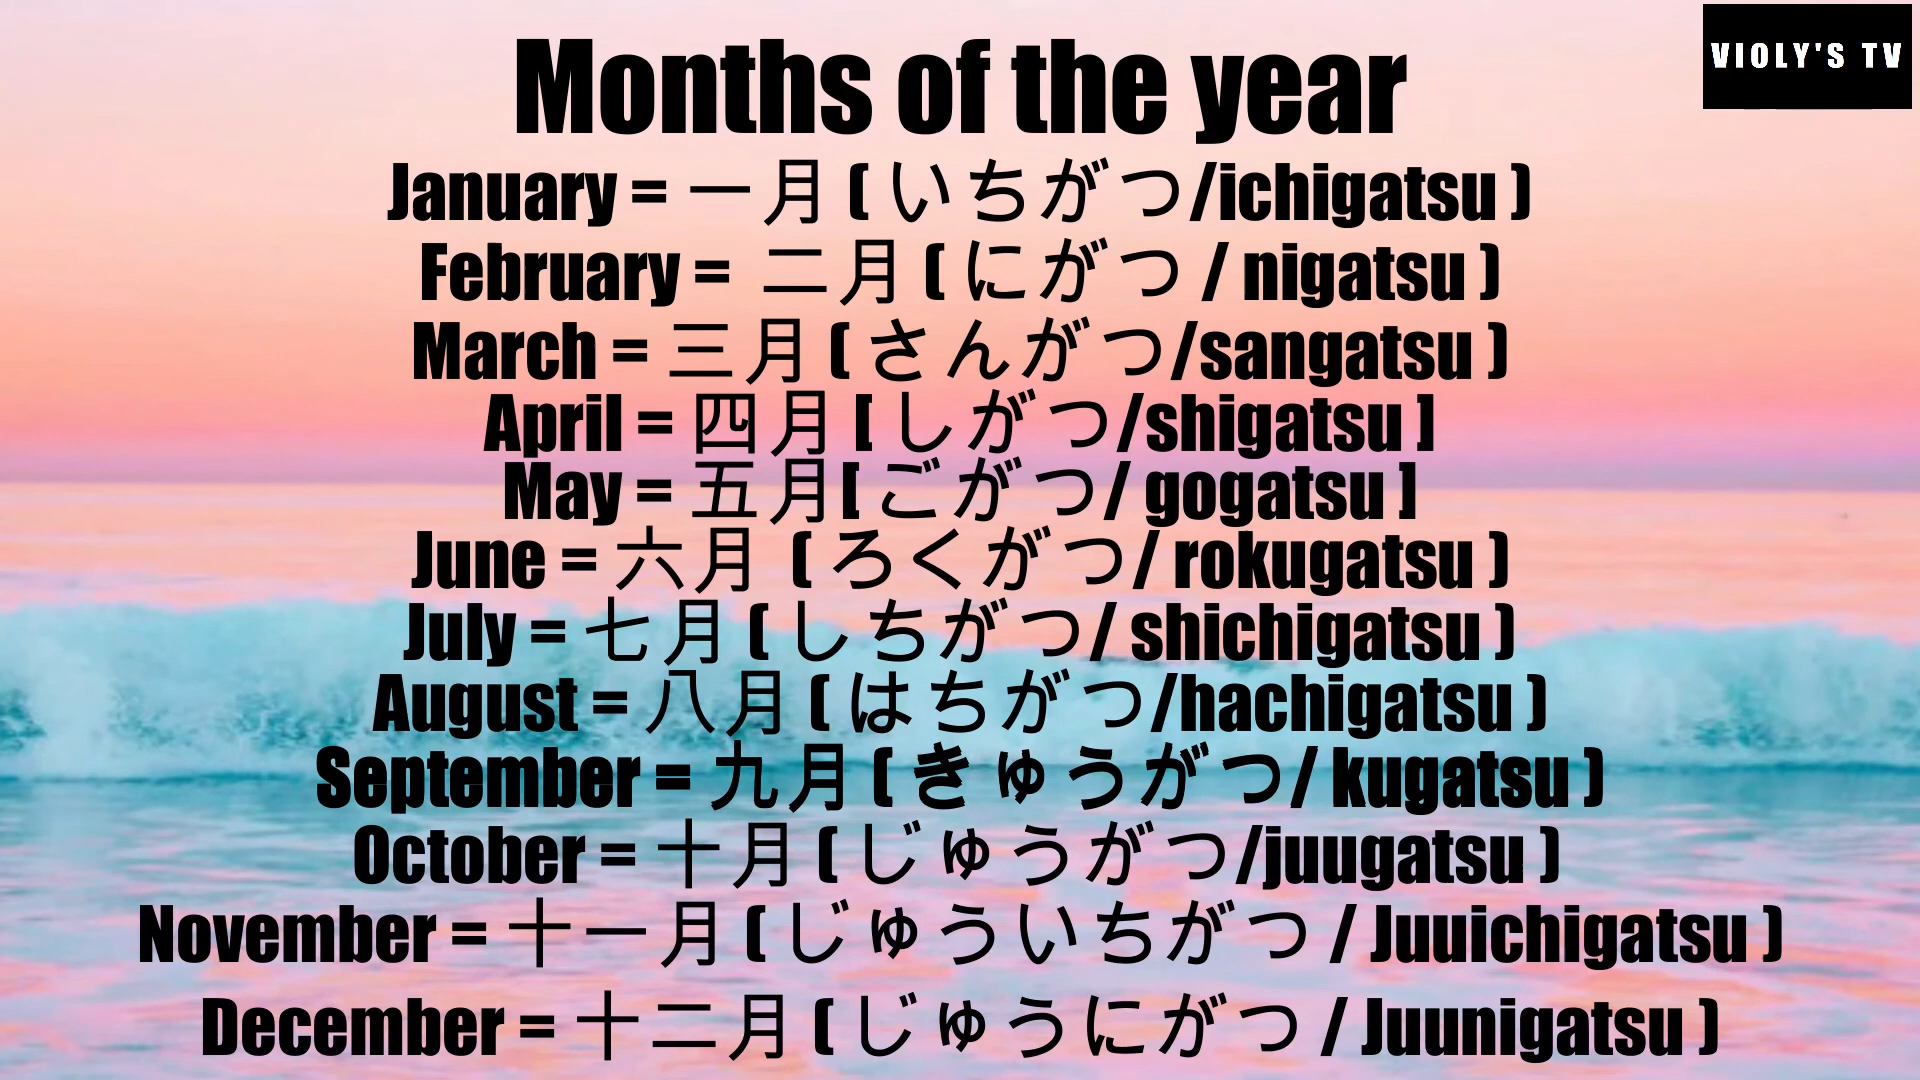 VIOLY'S TV
Months of the year
January = 一月 ( いちがつ/ichigatsu )
February = 二月 ( にがつ / nigatsu )
March = 三月 ( さんがつ/sangatsu )
April = 四月 [ しがつ/shigatsu ]
May = 五月[ ごがつ/ gogatsu ]
June = 六月 ( ろくがつ/ rokugatsu )
July = 七月 ( しちがつ/ shichigatsu )
August = 八月 ( はちがつ/hachigatsu )
September = 九月 ( きゅうがつ/ kugatsu )
October = 十月 ( じゅうがつ/juugatsu )
November = 十一月 ( じゅういちがつ / Juuichigatsu )
December = 十二月 ( じゅうにがつ / Juunigatsu )